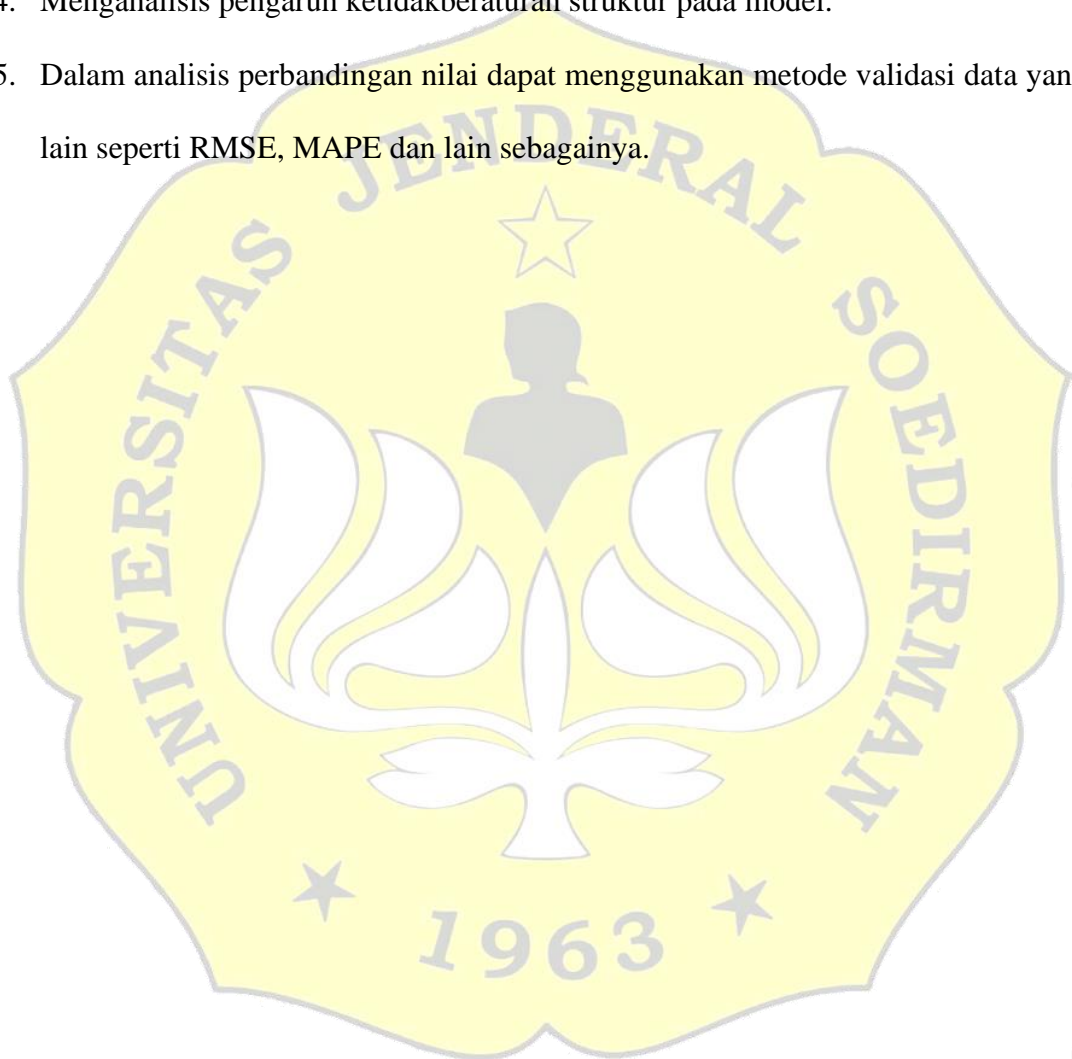 4. Menganalisis pengaruh ketidakberaturan struktur pada model.
5. Dalam analisis perbandingan nilai dapat menggunakan metode validasi data yan
lain seperti RMSE, MAPE dan lain sebagainya.
UNIVERSITAS JENDERAL SOEDIRMAN
1963